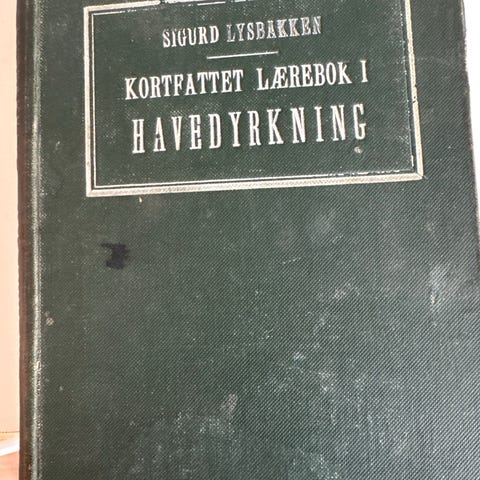 SIGURD LYSBAKKEN
KORTFATTET LÆREBOK I
HAVEDYRKNING